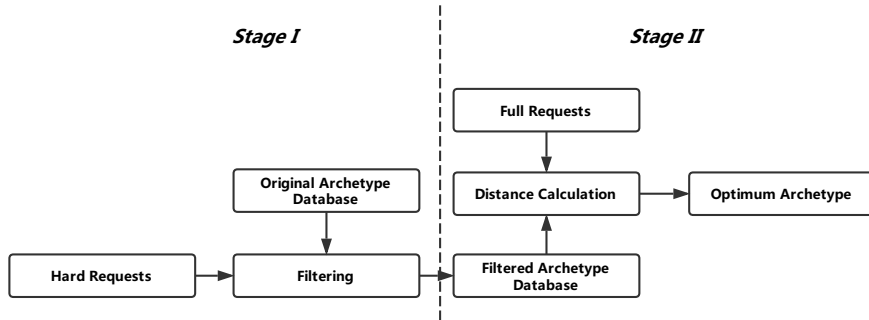 Stage I
Stage II
Full Requests
Original Archetype
Database
Distance Calculation
Optimum Archetype
Hard Requests
Filtering
Filtered Archetype
Database